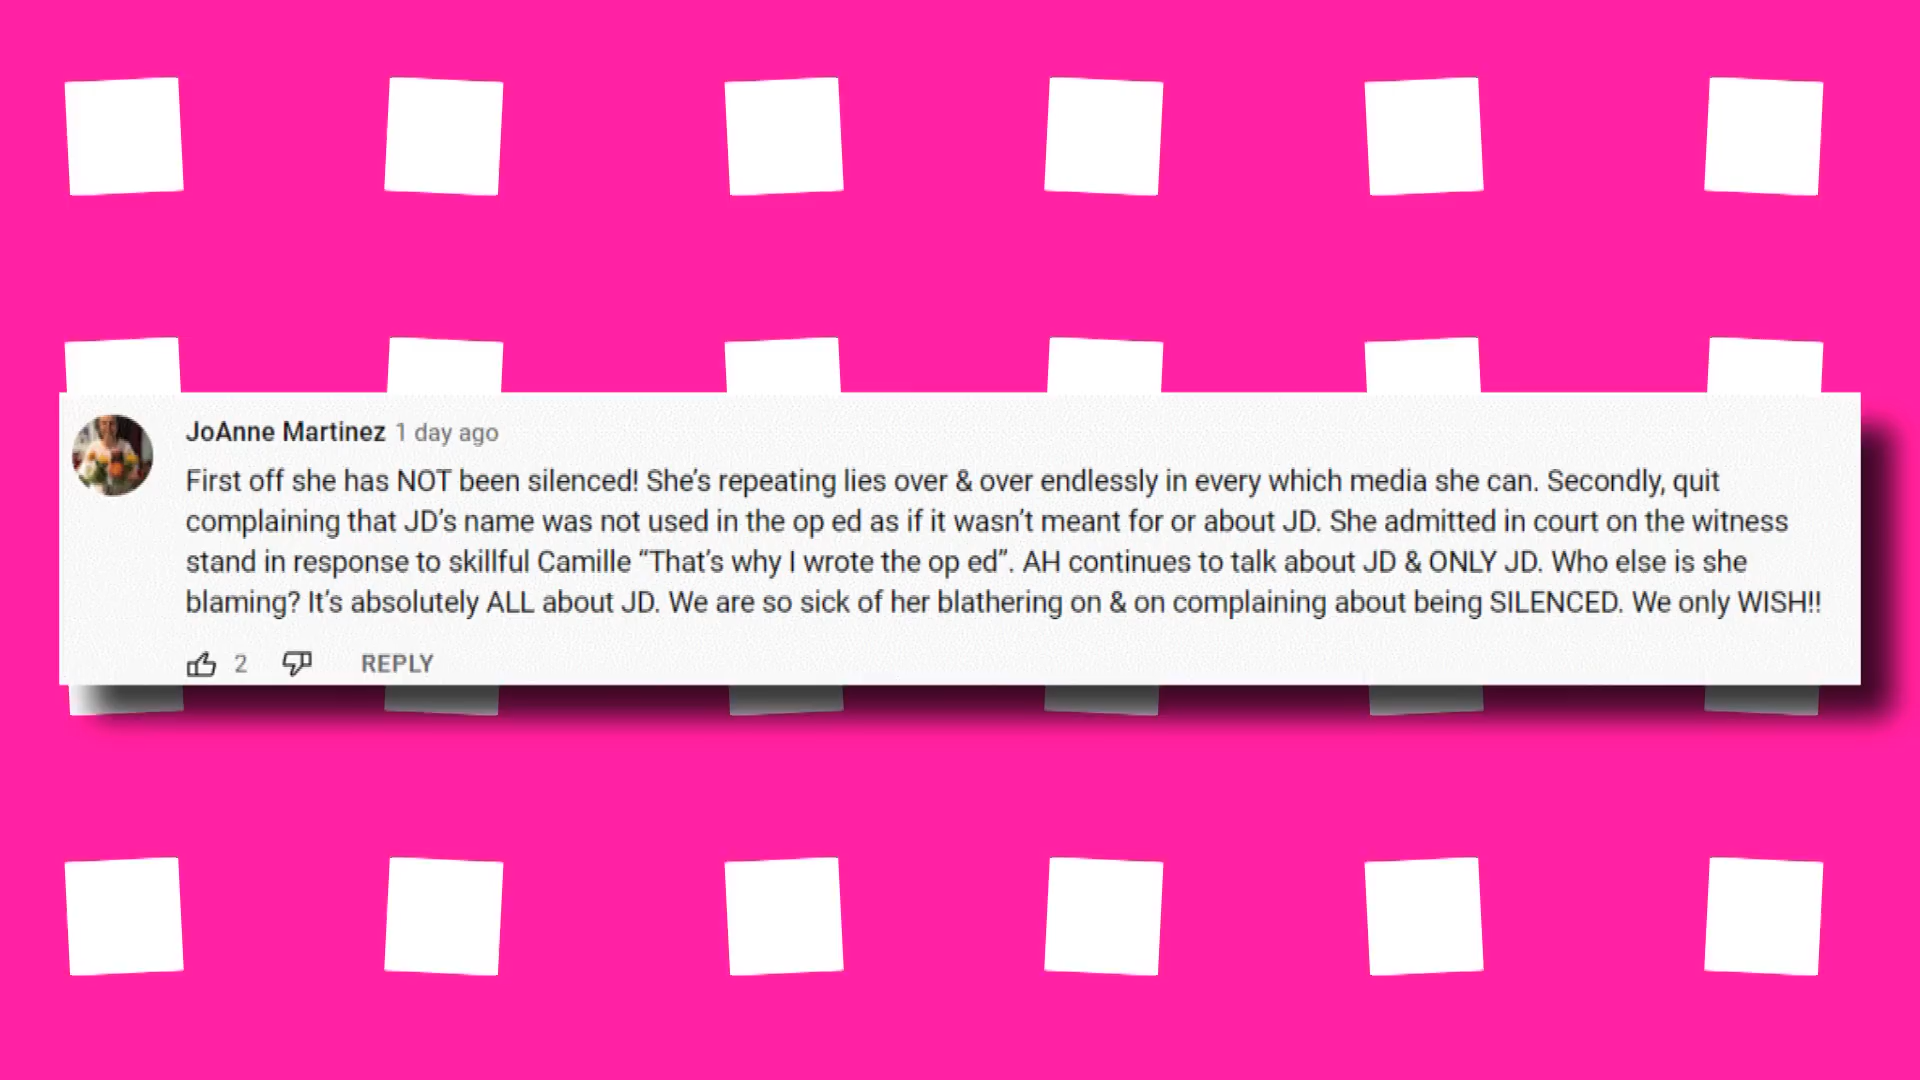 JoAnne Martinez 1 day ago
First off she has NOT been silenced! She's repeating lies over & over endlessly in every which media she can. Secondly, quit
complaining that JD's name was not used in the op ed as if it wasn't meant for or about JD. She admitted in court on the witness
stand in response to skillful Camille “That's why I wrote the op ed”. AH continues to talk about JD & ONLY JD. Who else is she
blaming? It's absolutely ALL about JD. We are so sick of her blathering on & on complaining about being SILENCED. We only WISH!!
2 REPLY